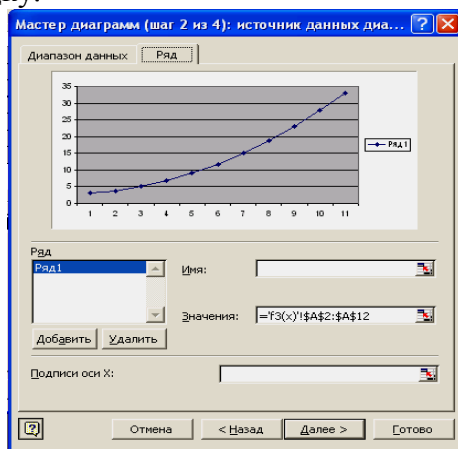 ду.
Мастер диаграмм (шаг 2 из 4): источник данных диа... ? X
Диапазон данных Ряд
35
30
25
20
15
10
5
0
1 2 3 4 5 6 7 8 9 10 11
Ряд1
Ряд
Ряд1
Имя:
Значения: ='f3(x)'!$A$2:$A$12
Добавить Удалить
Подписи оси X:
? Отмена < Назад Далее > Готово